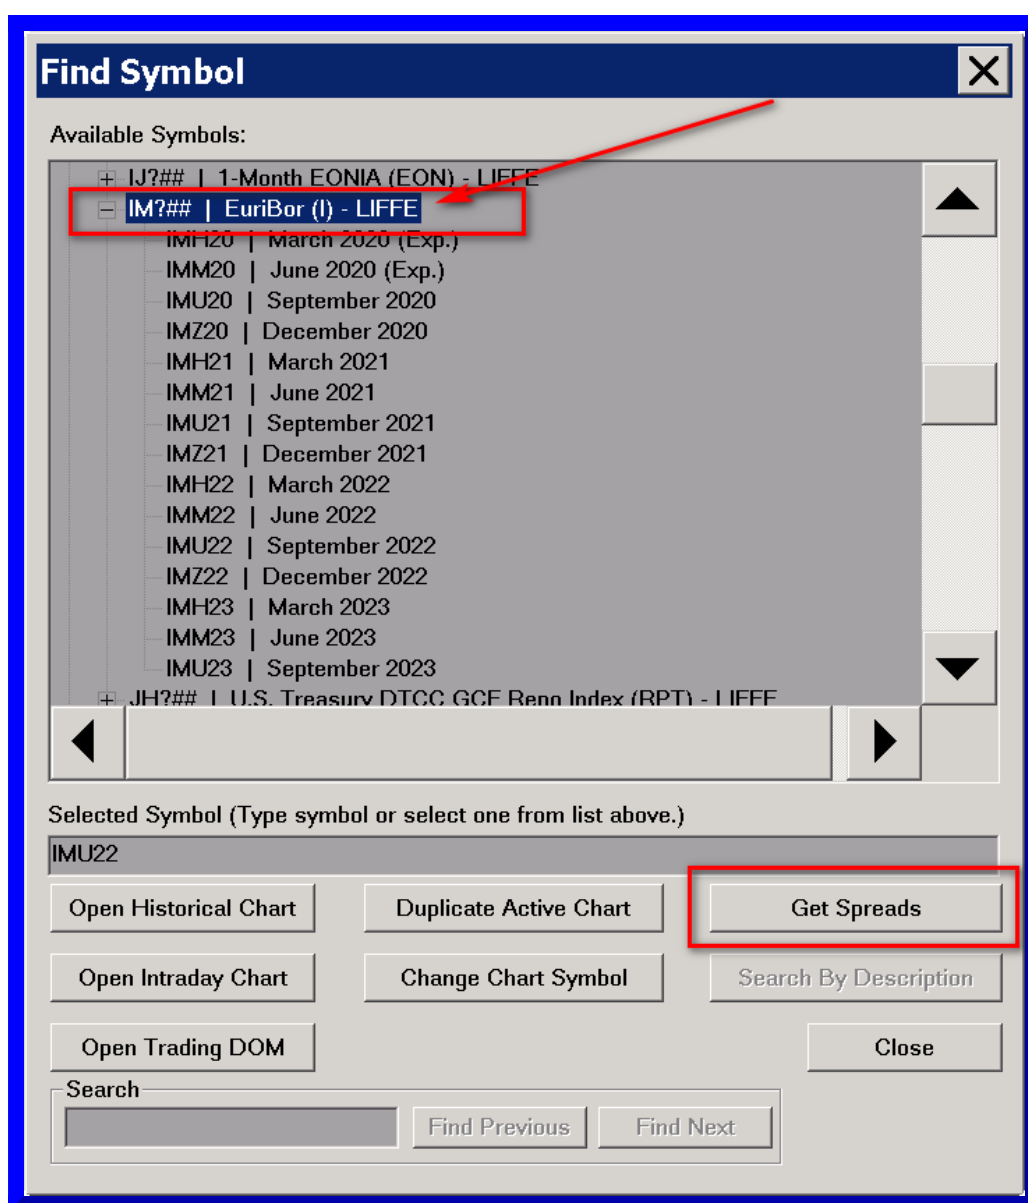 Find Symbol
Available Symbols:
IJ?## | 1-Month EONIA (EON) - LIFFE
IM?## | EuriBor (I) - LIFFE
IMH20 | March 2020 (Exp.)
IMM20 | June 2020 (Exp.)
IMU20 | September 2020
IMZ20 | December 2020
IMH21 | March 2021
IMM21 | June 2021
IMU21 | September 2021
IMZ21 | December 2021
IMH22 | March 2022
IMM22 | June 2022
IMU22 | September 2022
IMZ22 | December 2022
IMH23 | March 2023
IMM23 | June 2023
IMU23 | September 2023
JH?## | U.S. Treasury DTCC GCF Repo Index (RPT) - LIFFE
Selected Symbol (Type symbol or select one from list above.)
IMU22
Open Historical Chart Duplicate Active Chart Get Spreads
Open Intraday Chart Change Chart Symbol Search By Description
Open Trading DOM Close
Search
Find Previous Find Next